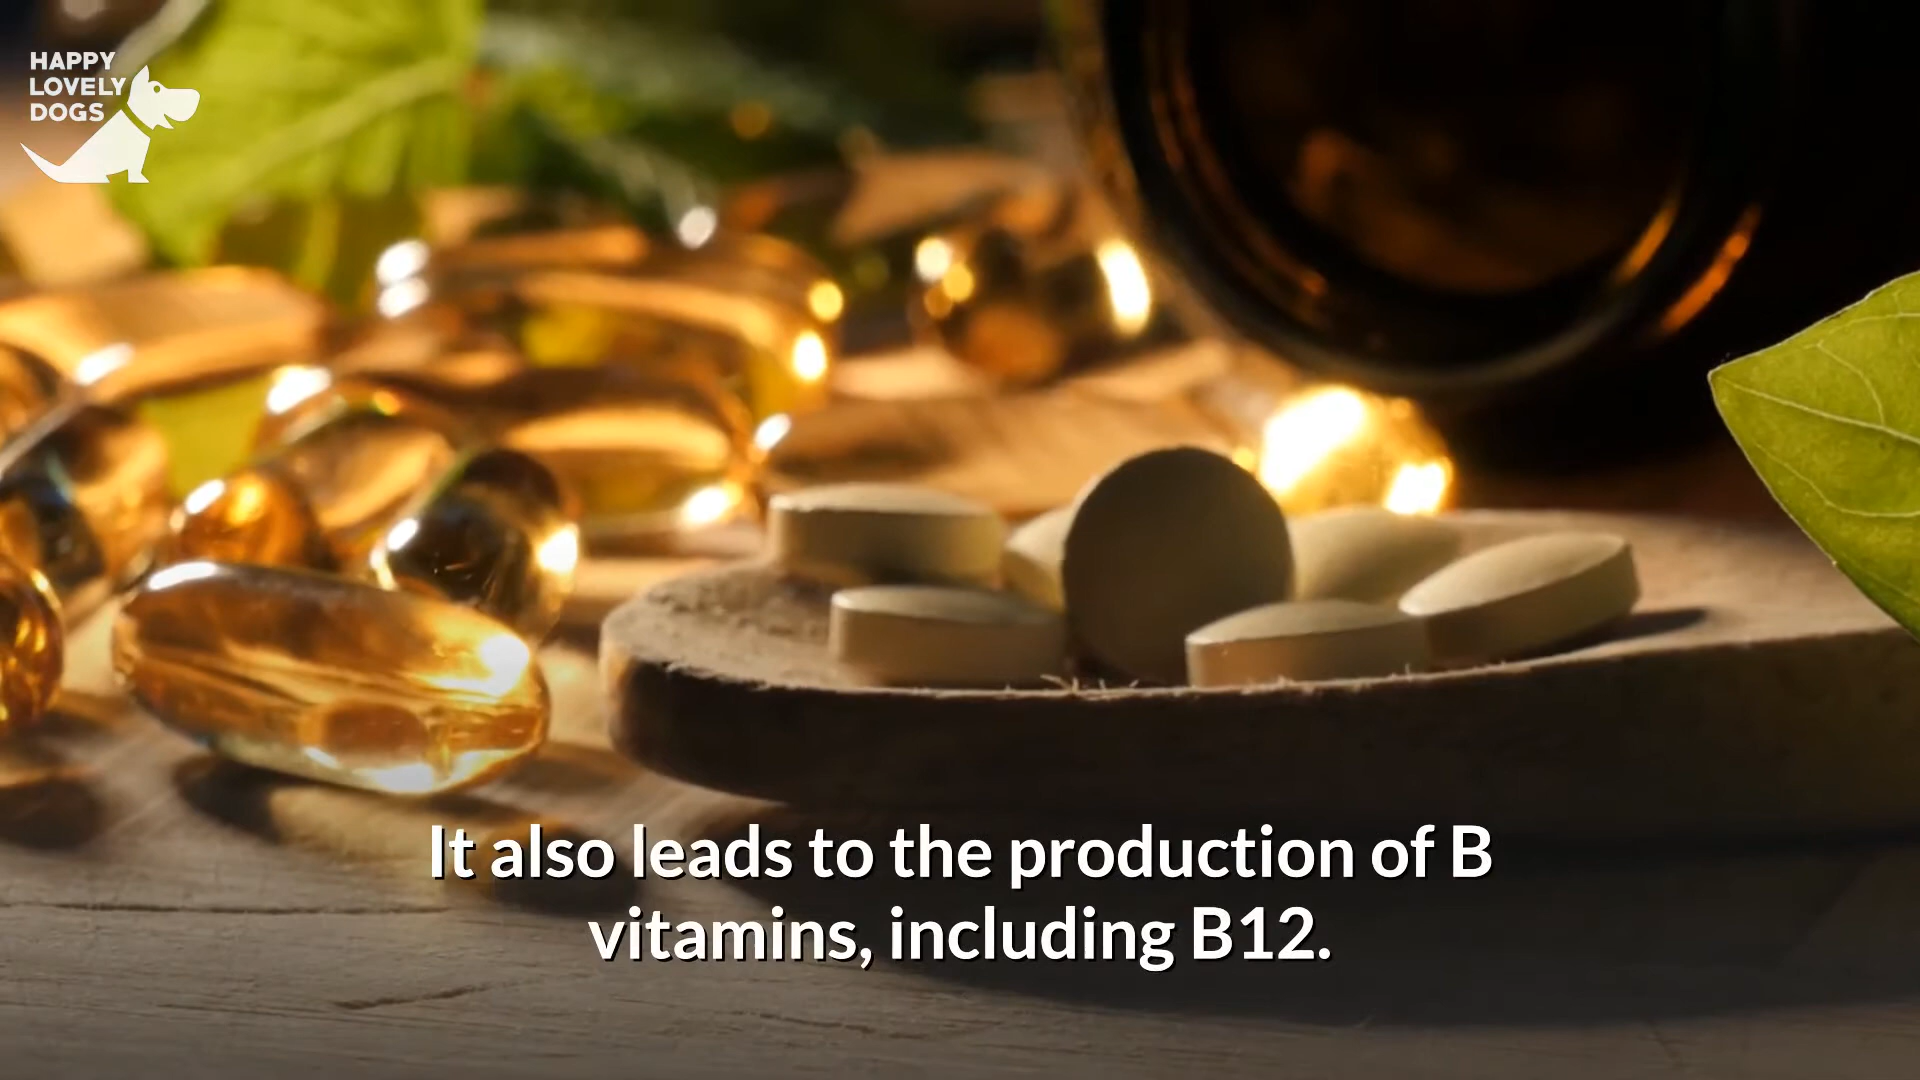 HAPPY
LOVELY
DOGS
It also leads to the production of B
vitamins, including B12.